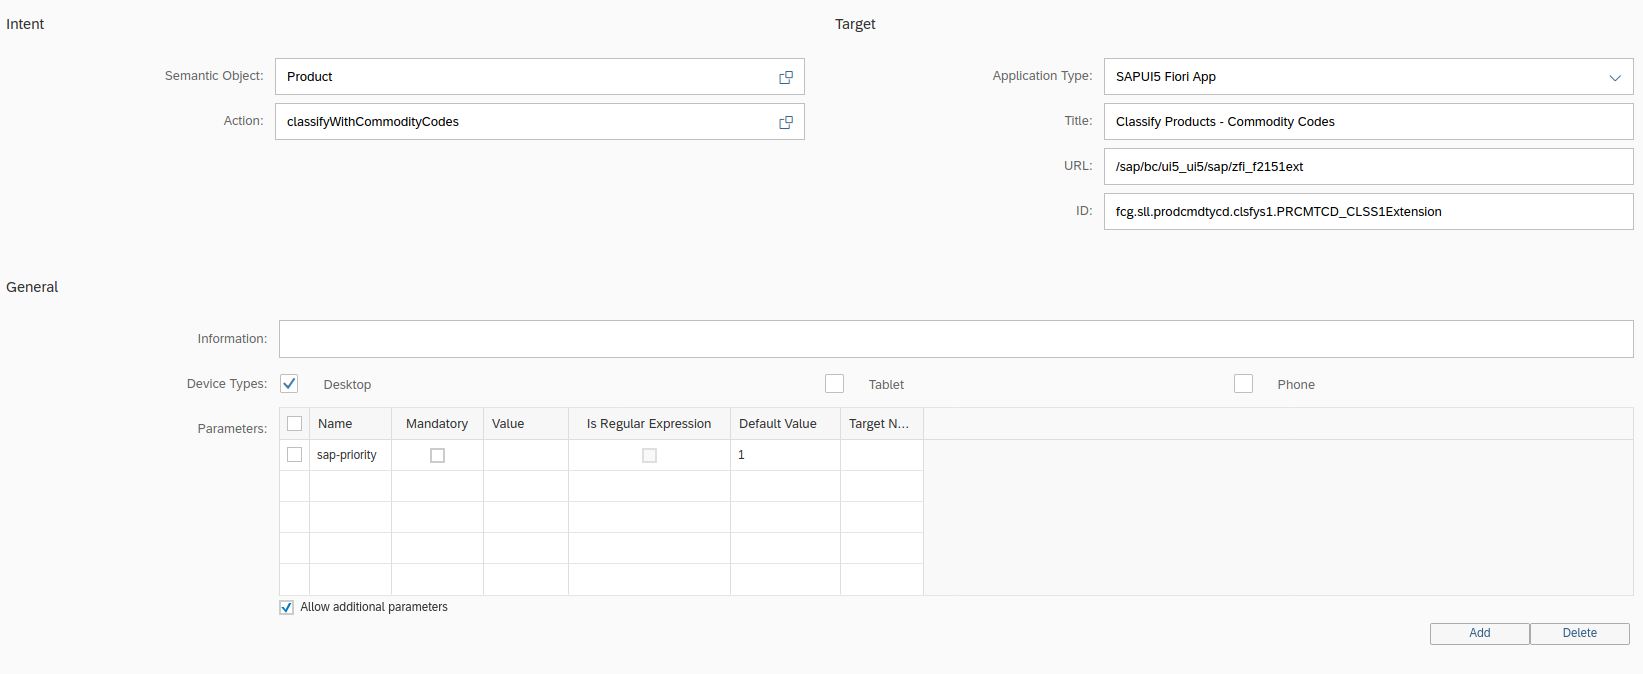 Intent
Target
Semantic Object:
Product
Application Type:
SAPUI5 Fiori App
Action:
classifyWithCommodityCodes
Title:
Classify Products - Commodity Codes
URL:
/sap/bc/ui5_ui5/sap/zfi_f2151ext
ID:
fcg.sll.prodcmdtycd.clsfys1.PRCMTCD_CLSS1Extension
General
Information:
Device Types:
Desktop
Tablet
Phone
Parameters:
Name Mandatory Value Is Regular Expression Default Value Target N...
sap-priority 1
Allow additional parameters
Add Delete